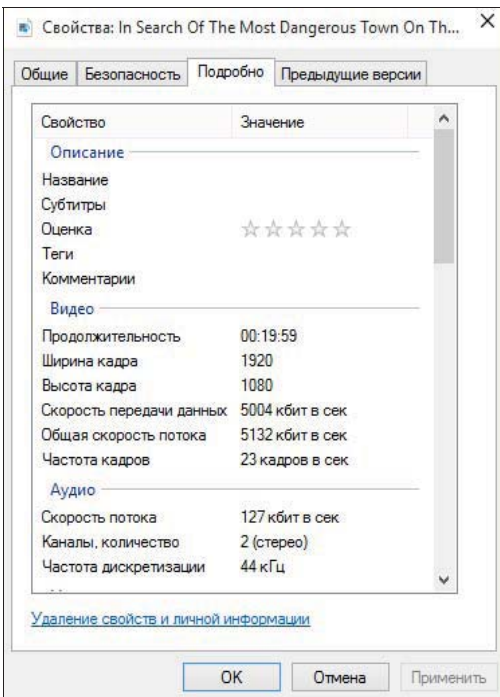 Свойства: In Search Of The Most Dangerous Town On Th...
Общие Безопасность Подробно Предыдущие версии
Свойство Значение
Описание
Название
Субтитры
Оценка
Теги
Комментарии
Видео
Продолжительность 00:19:59
Ширина кадра 1920
Высота кадра 1080
Скорость передачи данных 5004 кбит в сек
Общая скорость потока 5132 кбит в сек
Частота кадров 23 кадров в сек
Аудио
Скорость потока 127 кбит в сек
Каналы, количество 2 (стерео)
Частота дискретизации 44 кГц
Удаление свойств и личной информации
OK Отмена Применить